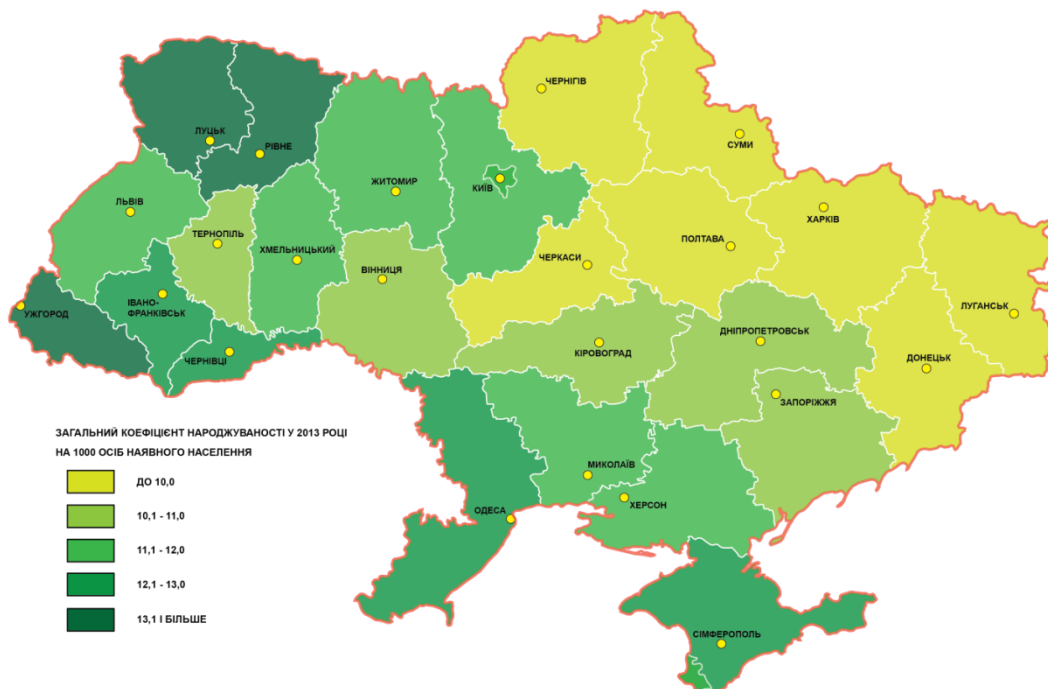 ЧЕРНІГІВ
СУМИ
ЛУЦЬК
РІВНЕ
ЖИТОМИР
КИЇВ
ЛЬВІВ
ТЕРНОПІЛЬ
ХМЕЛЬНИЦЬКИЙ
ВІННИЦЯ
ЧЕРКАСИ
ПОЛТАВА
ХАРКІВ
УЖГОРОД
ІВАНО-
ФРАНКІВСЬК
ЧЕРНІВЦІ
КІРОВОГРАД
ДНІПРОПЕТРОВСЬК
ДОНЕЦЬК
ЛУГАНСЬК
ЗАПОРІЖЖЯ
МИКОЛАЇВ
ХЕРСОН
ОДЕСА
СІМФЕРОПОЛЬ
ЗАГАЛЬНИЙ КОЕФІЦІЄНТ НАРОДЖУВАНОСТІ У 2013 РОЦІ
НА 1000 ОСІБ НАЯВНОГО НАСЕЛЕННЯ
ДО 10,0
10,1 - 11,0
11,1 - 12,0
12,1 - 13,0
13,1 І БІЛЬШЕ